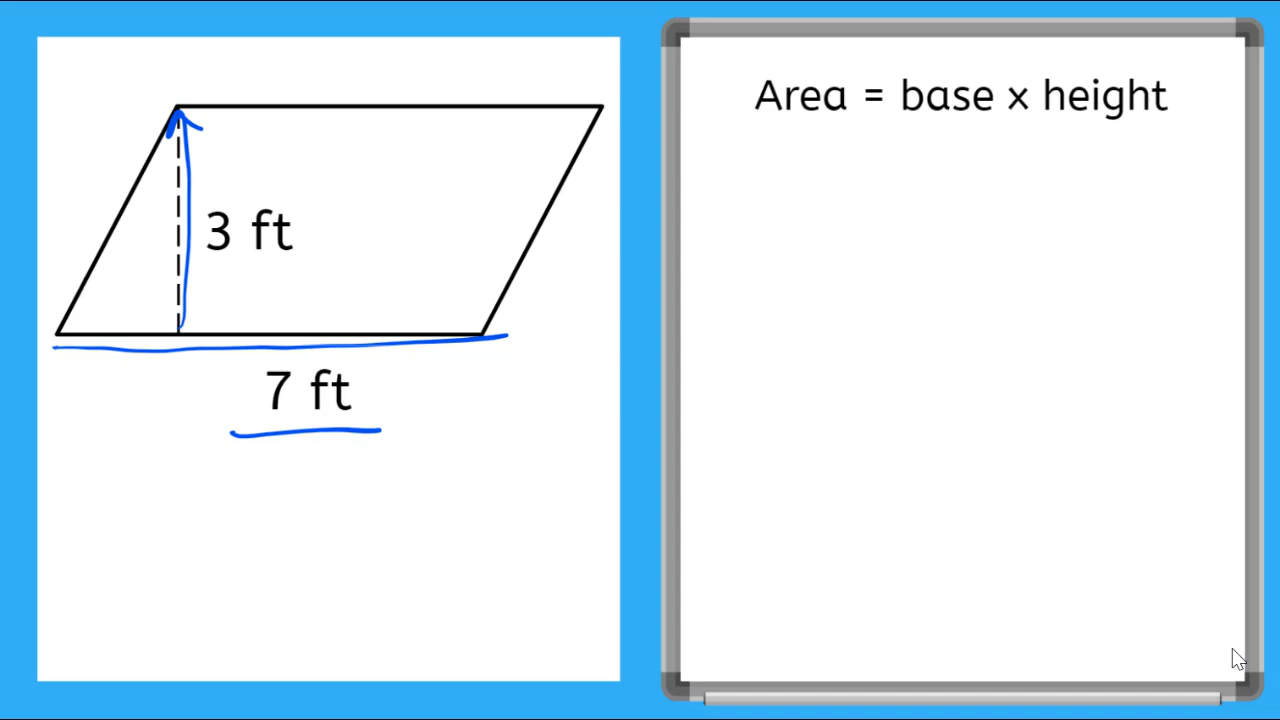 Area = base x height
3 ft
7 ft